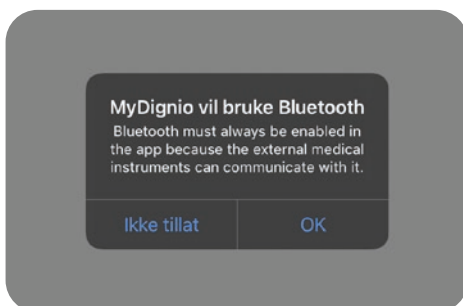 MyDignio vil bruke Bluetooth
Bluetooth must always be enabled in
the app because the external medical
instruments can communicate with it.
Ikke tillat
OK